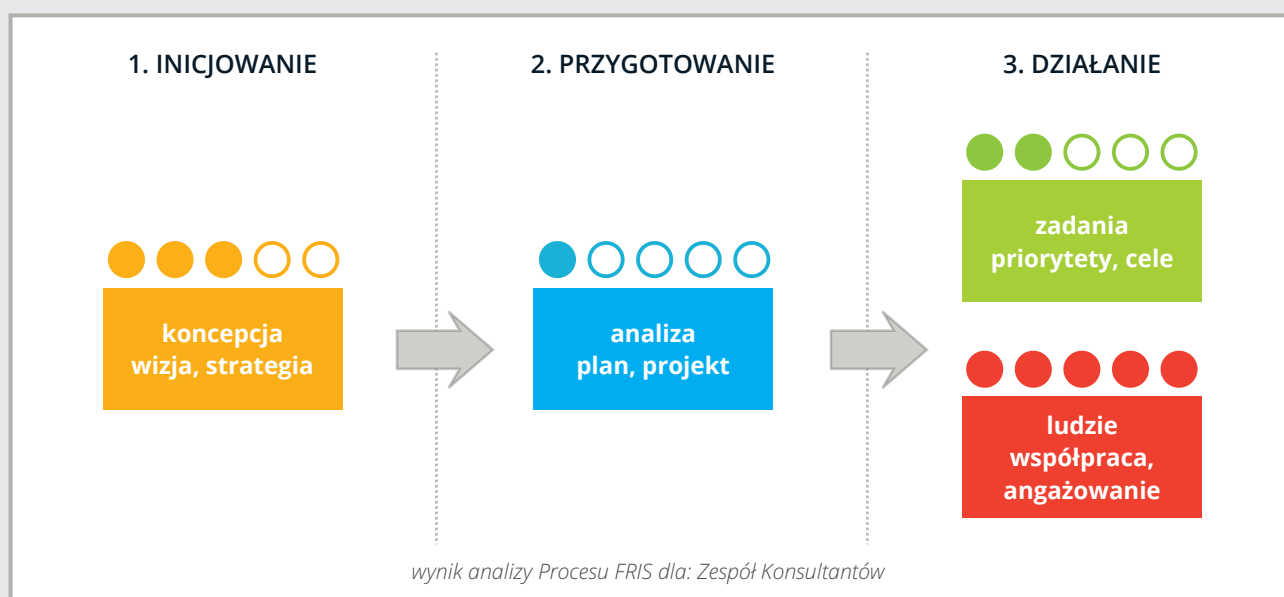 1. INICJOWANIE
2. PRZYGOTOWANIE
3. DZIAŁANIE
koncepcja
wizja, strategia
analiza
plan, projekt
zadania
priorytety, cele
ludzie
współpraca,
angażowanie
wynik analizy Procesu FRIS dla: Zespół Konsultantów